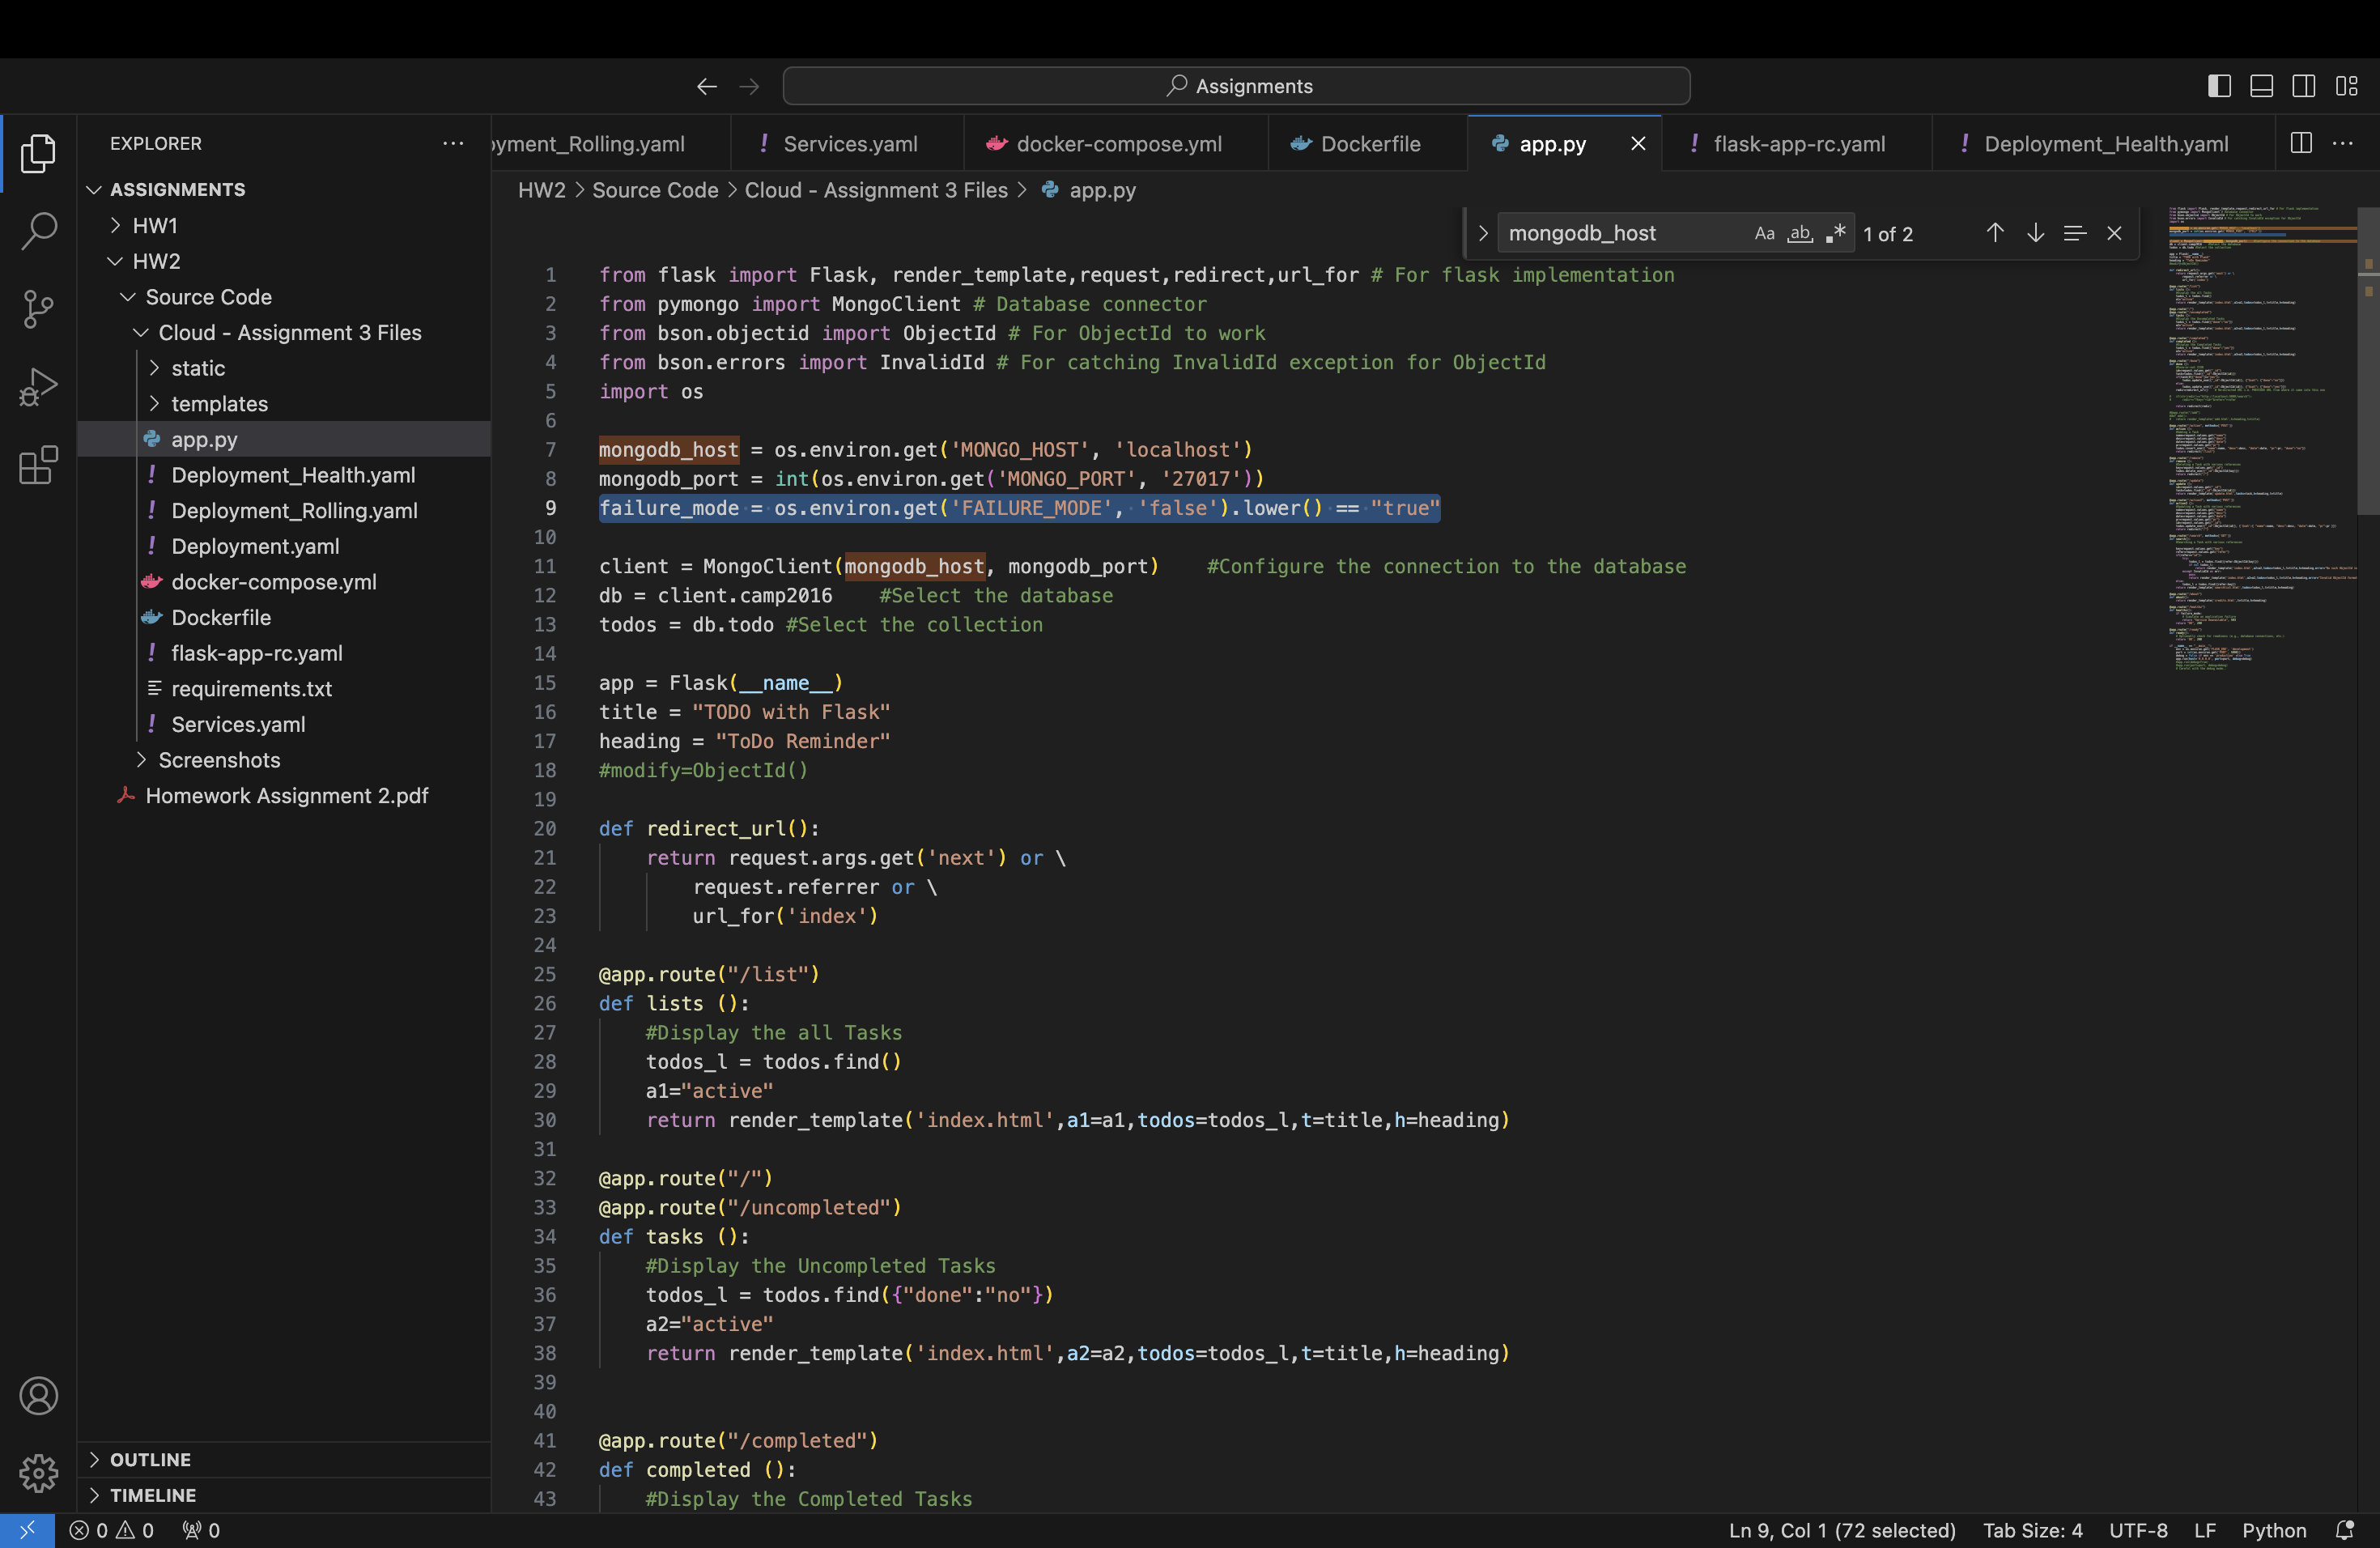 Assignments
EXPLORER
yment_Rolling.yaml
Services.yaml
docker-compose.yml
Dockerfile
app.py
flask-app-rc.yaml
Deployment_Health.yaml
HW2 > Source Code > Cloud - Assignment 3 Files > app.py
mongodb_host
Aa ab .* 1 of 2
ASSIGNMENTS
HW1
HW2
Source Code
Cloud - Assignment 3 Files
static
templates
app.py
Deployment_Health.yaml
Deployment_Rolling.yaml
Deployment.yaml
docker-compose.yml
Dockerfile
flask-app-rc.yaml
requirements.txt
Services.yaml
Screenshots
Homework Assignment 2.pdf
OUTLINE
TIMELINE
1 from flask import Flask, render_template,request,redirect,url_for # For flask implementation
2 from pymongo import MongoClient # Database connector
3 from bson.objectid import ObjectId # For ObjectId to work
4 from bson.errors import InvalidId # For catching InvalidId exception for ObjectId
5 import os
6
7 mongodb_host = os.environ.get('MONGO_HOST', 'localhost')
8 mongodb_port = int(os.environ.get('MONGO_PORT', '27017'))
9 failure_mode = os.environ.get('FAILURE_MODE', 'false').lower() == "true"
10
11 client = MongoClient(mongodb_host, mongodb_port)    #Configure the connection to the database
12 db = client.camp2016    #Select the database
13 todos = db.todo #Select the collection
14
15 app = Flask(__name__)
16 title = "TODO with Flask"
17 heading = "ToDo Reminder"
18 #modify=ObjectId()
19
20 def redirect_url():
21     return request.args.get('next') or \
22         request.referrer or \
23         url_for('index')
24
25 @app.route("/list")
26 def lists ():
27     #Display the all Tasks
28     todos_l = todos.find()
29     a1="active"
30     return render_template('index.html',a1=a1,todos=todos_l,t=title,h=heading)
31
32 @app.route("/")
33 @app.route("/uncompleted")
34 def tasks ():
35     #Display the Uncompleted Tasks
36     todos_l = todos.find({"done":"no"})
37     a2="active"
38     return render_template('index.html',a2=a2,todos=todos_l,t=title,h=heading)
39
40
41 @app.route("/completed")
42 def completed ():
43     #Display the Completed Tasks
0 0 0
Ln 9, Col 1 (72 selected)
Tab Size: 4
UTF-8
LF
Python